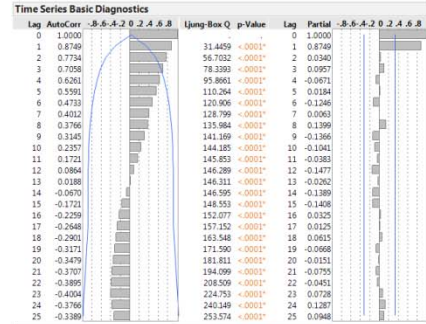 Time Series Basic Diagnostics
Lag AutoCorr -.8-.6-.4-.2 0 .2 .4 .6 .8 Ljung-Box Q p-Value Lag Partial -.8-.6-.4-.2 0 .2 .4 .6 .8
0 1.0000 . . 0 1.0000
1 0.8749 31.4459 <.0001* 1 0.8749
2 0.7734 56.7032 <.0001* 2 0.0340
3 0.7058 78.3393 <.0001* 3 0.0957
4 0.6261 95.8661 <.0001* 4 -0.0671
5 0.5591 110.264 <.0001* 5 0.0184
6 0.4733 120.906 <.0001* 6 -0.1246
7 0.4012 128.799 <.0001* 7 0.0063
8 0.3766 135.984 <.0001* 8 0.1399
9 0.3145 141.169 <.0001* 9 -0.1366
10 0.2357 144.185 <.0001* 10 -0.1041
11 0.1721 145.853 <.0001* 11 -0.0383
12 0.0864 146.289 <.0001* 12 -0.1477
13 0.0188 146.311 <.0001* 13 -0.0262
14 -0.0670 146.595 <.0001* 14 -0.1389
15 -0.1721 148.553 <.0001* 15 -0.1408
16 -0.2259 152.077 <.0001* 16 0.0325
17 -0.2648 157.152 <.0001* 17 0.0125
18 -0.2901 163.548 <.0001* 18 0.0615
19 -0.3171 171.590 <.0001* 19 -0.0668
20 -0.3479 181.811 <.0001* 20 -0.0151
21 -0.3707 194.099 <.0001* 21 -0.0755
22 -0.3895 208.509 <.0001* 22 -0.0451
23 -0.4004 224.753 <.0001* 23 0.0728
24 -0.3766 240.149 <.0001* 24 0.1287
25 -0.3389 253.574 <.0001* 25 0.0948